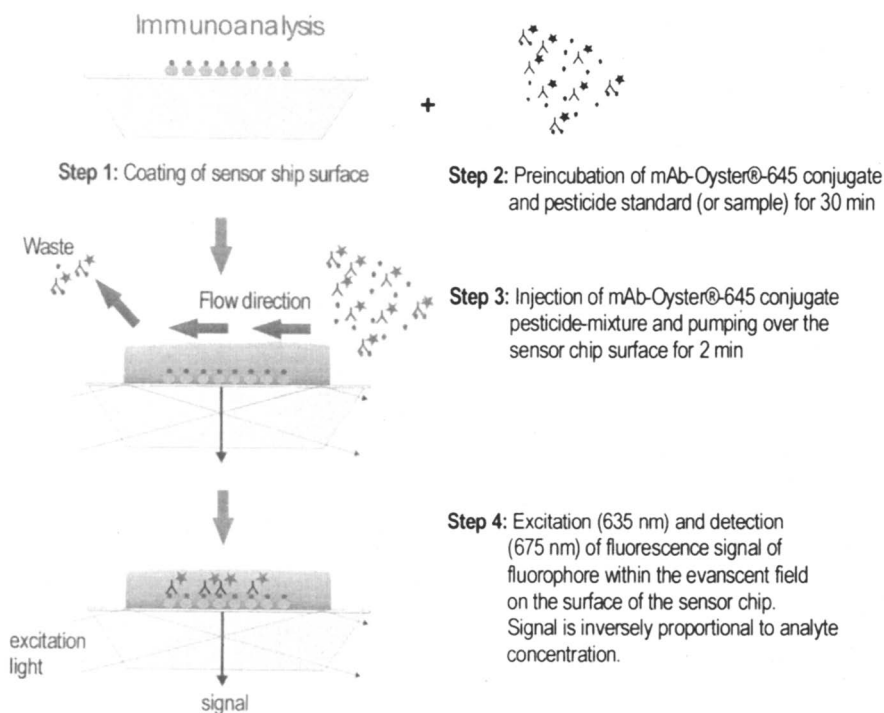 Immunoanalysis
+
Step 1: Coating of sensor ship surface
Step 2: Preincubation of mAb-Oyster®-645 conjugate
and pesticide standard (or sample) for 30 min
Waste
Flow direction
Step 3: Injection of mAb-Oyster®-645 conjugate
pesticide-mixture and pumping over the
sensor chip surface for 2 min
Step 4: Excitation (635 nm) and detection
(675 nm) of fluorescence signal of
fluorophore within the evanscent field
on the surface of the sensor chip.
Signal is inversely proportional to analyte
concentration.
excitation
light
signal